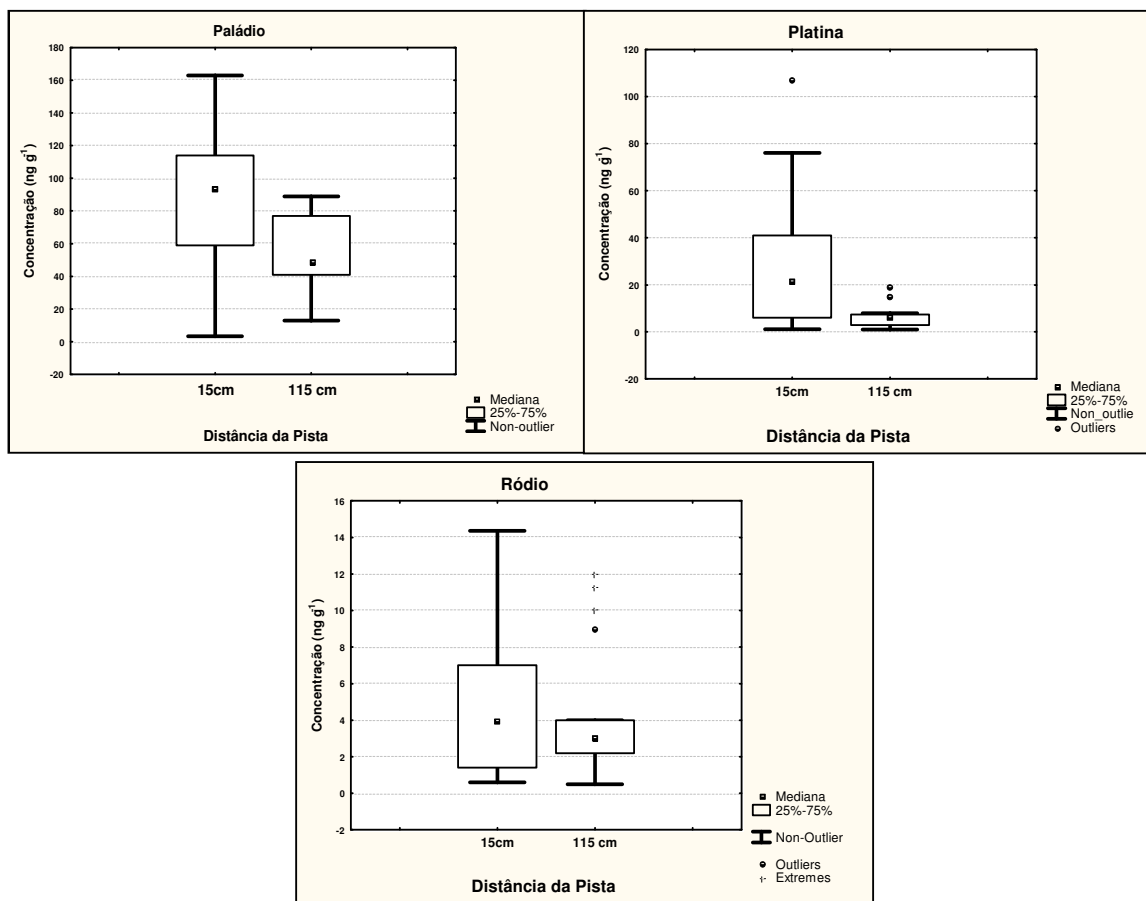 Paládio
Concentração (ng g-1)
180
160
140
120
100
80
60
40
20
0
-20
15cm 115 cm
Distância da Pista
Mediana
25%-75%
Non-outlier
Platina
Concentração (ng g-1)
120
100
80
60
40
20
0
-20
15cm 115 cm
Distância da Pista
Mediana
25%-75%
Non_outlie
Outliers
Ródio
Concentração (ng g-1)
16
14
12
10
8
6
4
2
0
-2
15cm 115 cm
Distância da Pista
Mediana
25%-75%
Non-Outlier
Outliers
Extremes